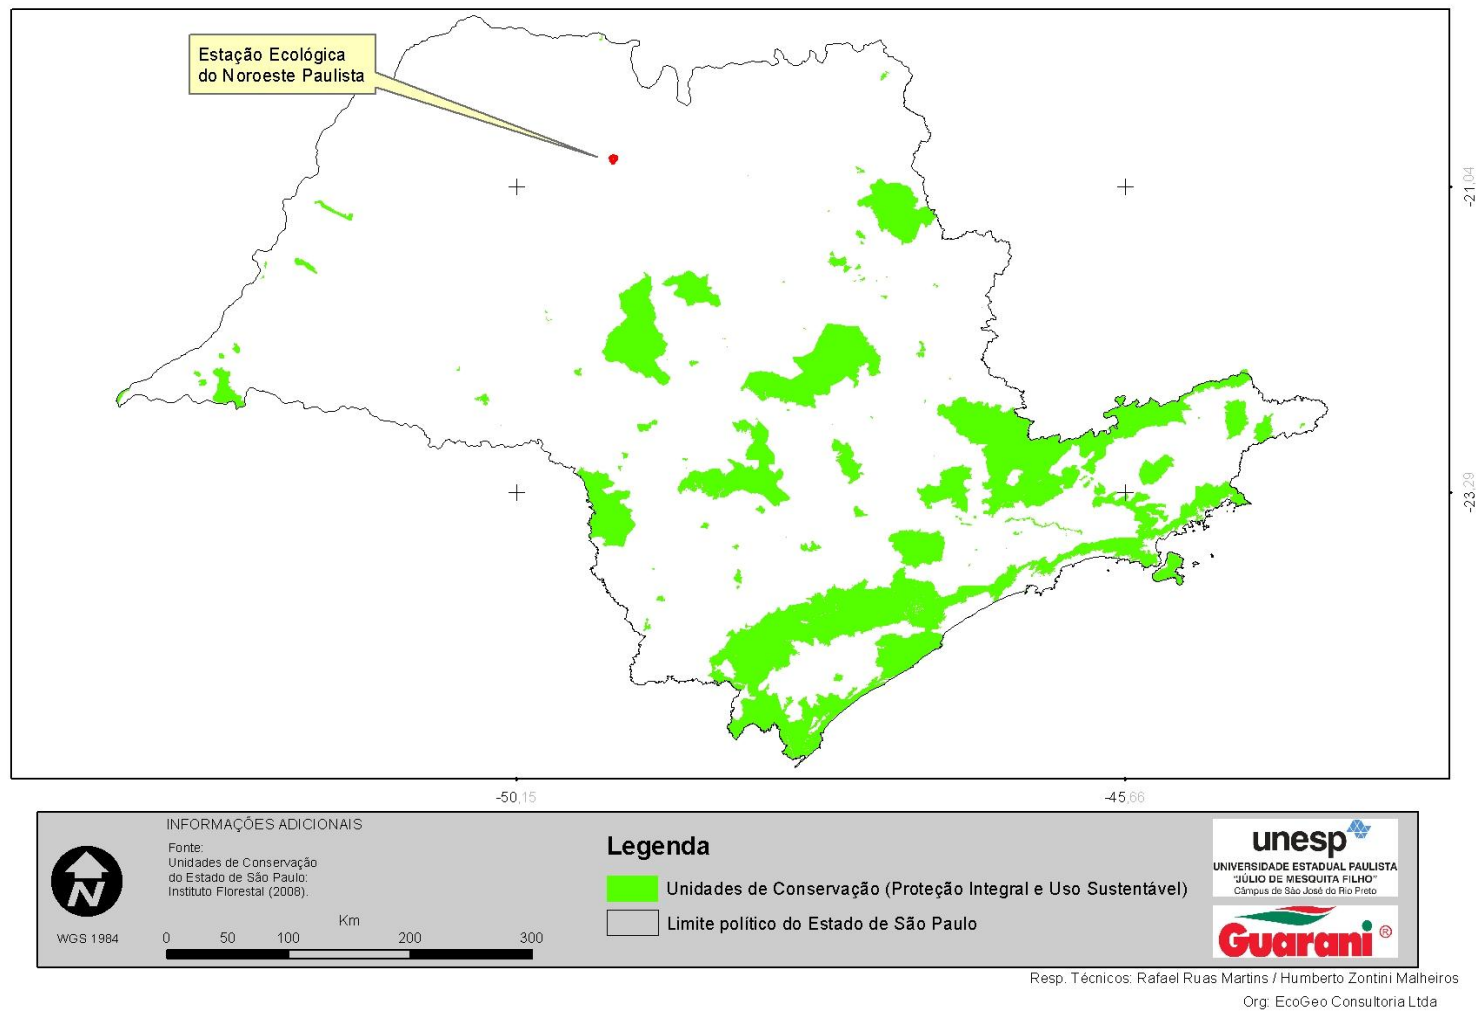 Estação Ecológica
do Noroeste Paulista
-21,04
-23,29
-50,15
-45,66
INFORMAÇÕES ADICIONAIS
Fonte:
Unidades de Conservação
do Estado de São Paulo:
Instituto Florestal (2008).
N
WGS 1984
Km
0 50 100 200 300
Legenda
Unidades de Conservação (Proteção Integral e Uso Sustentável)
Limite político do Estado de São Paulo
unesp
UNIVERSIDADE ESTADUAL PAULISTA
"JÚLIO DE MESQUITA FILHO"
Câmpus de São José do Rio Preto
Guarani ®
Resp. Técnicos: Rafael Ruas Martins / Humberto Zontini Malheiros
Org: EcoGeo Consultoria Ltda